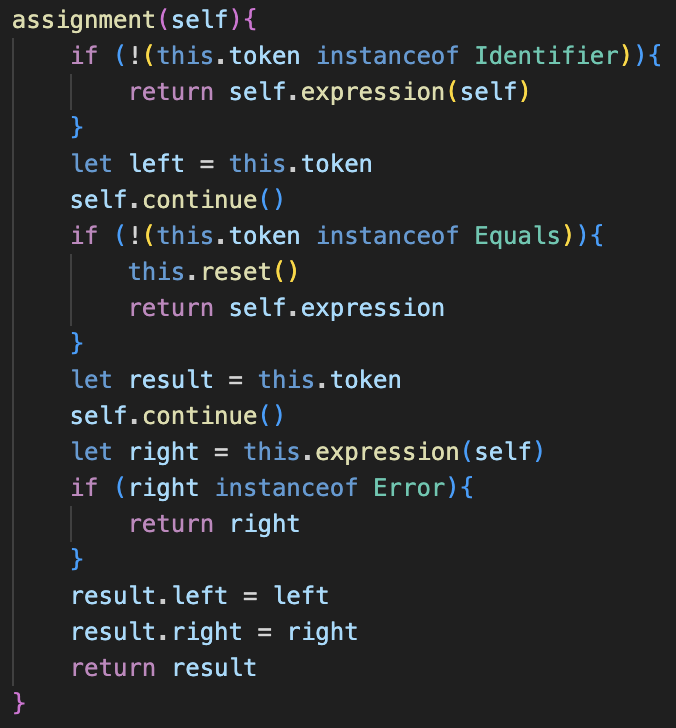 assignment(self){
    if (!(this.token instanceof Identifier)){
        return self.expression(self)
    }
    let left = this.token
    self.continue()
    if (!(this.token instanceof Equals)){
        this.reset()
        return self.expression
    }
    let result = this.token
    self.continue()
    let right = this.expression(self)
    if (right instanceof Error){
        return right
    }
    result.left = left
    result.right = right
    return result
}